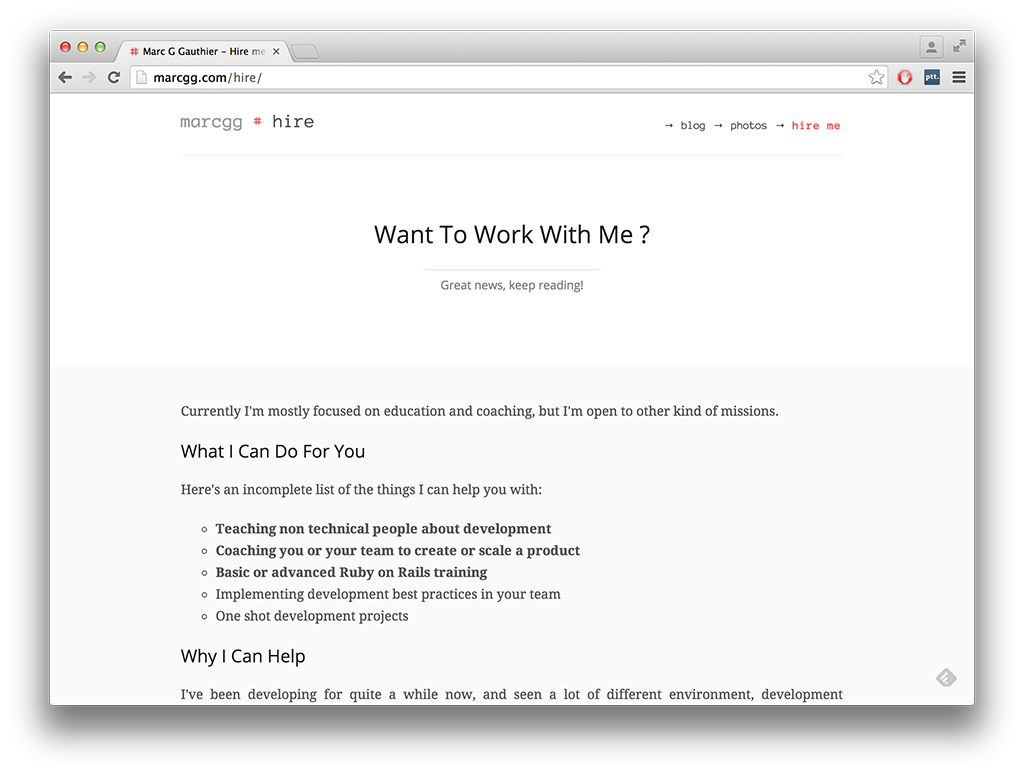 # Marc G Gauthier – Hire me
marcgg.com/hire/
ptt.
marcgg # hire
→ blog → photos → hire me
Want To Work With Me ?
Great news, keep reading!
Currently I'm mostly focused on education and coaching, but I'm open to other kind of missions.
What I Can Do For You
Here's an incomplete list of the things I can help you with:
Teaching non technical people about development
Coaching you or your team to create or scale a product
Basic or advanced Ruby on Rails training
Implementing development best practices in your team
One shot development projects
Why I Can Help
I've been developing for quite a while now, and seen a lot of different environment, development